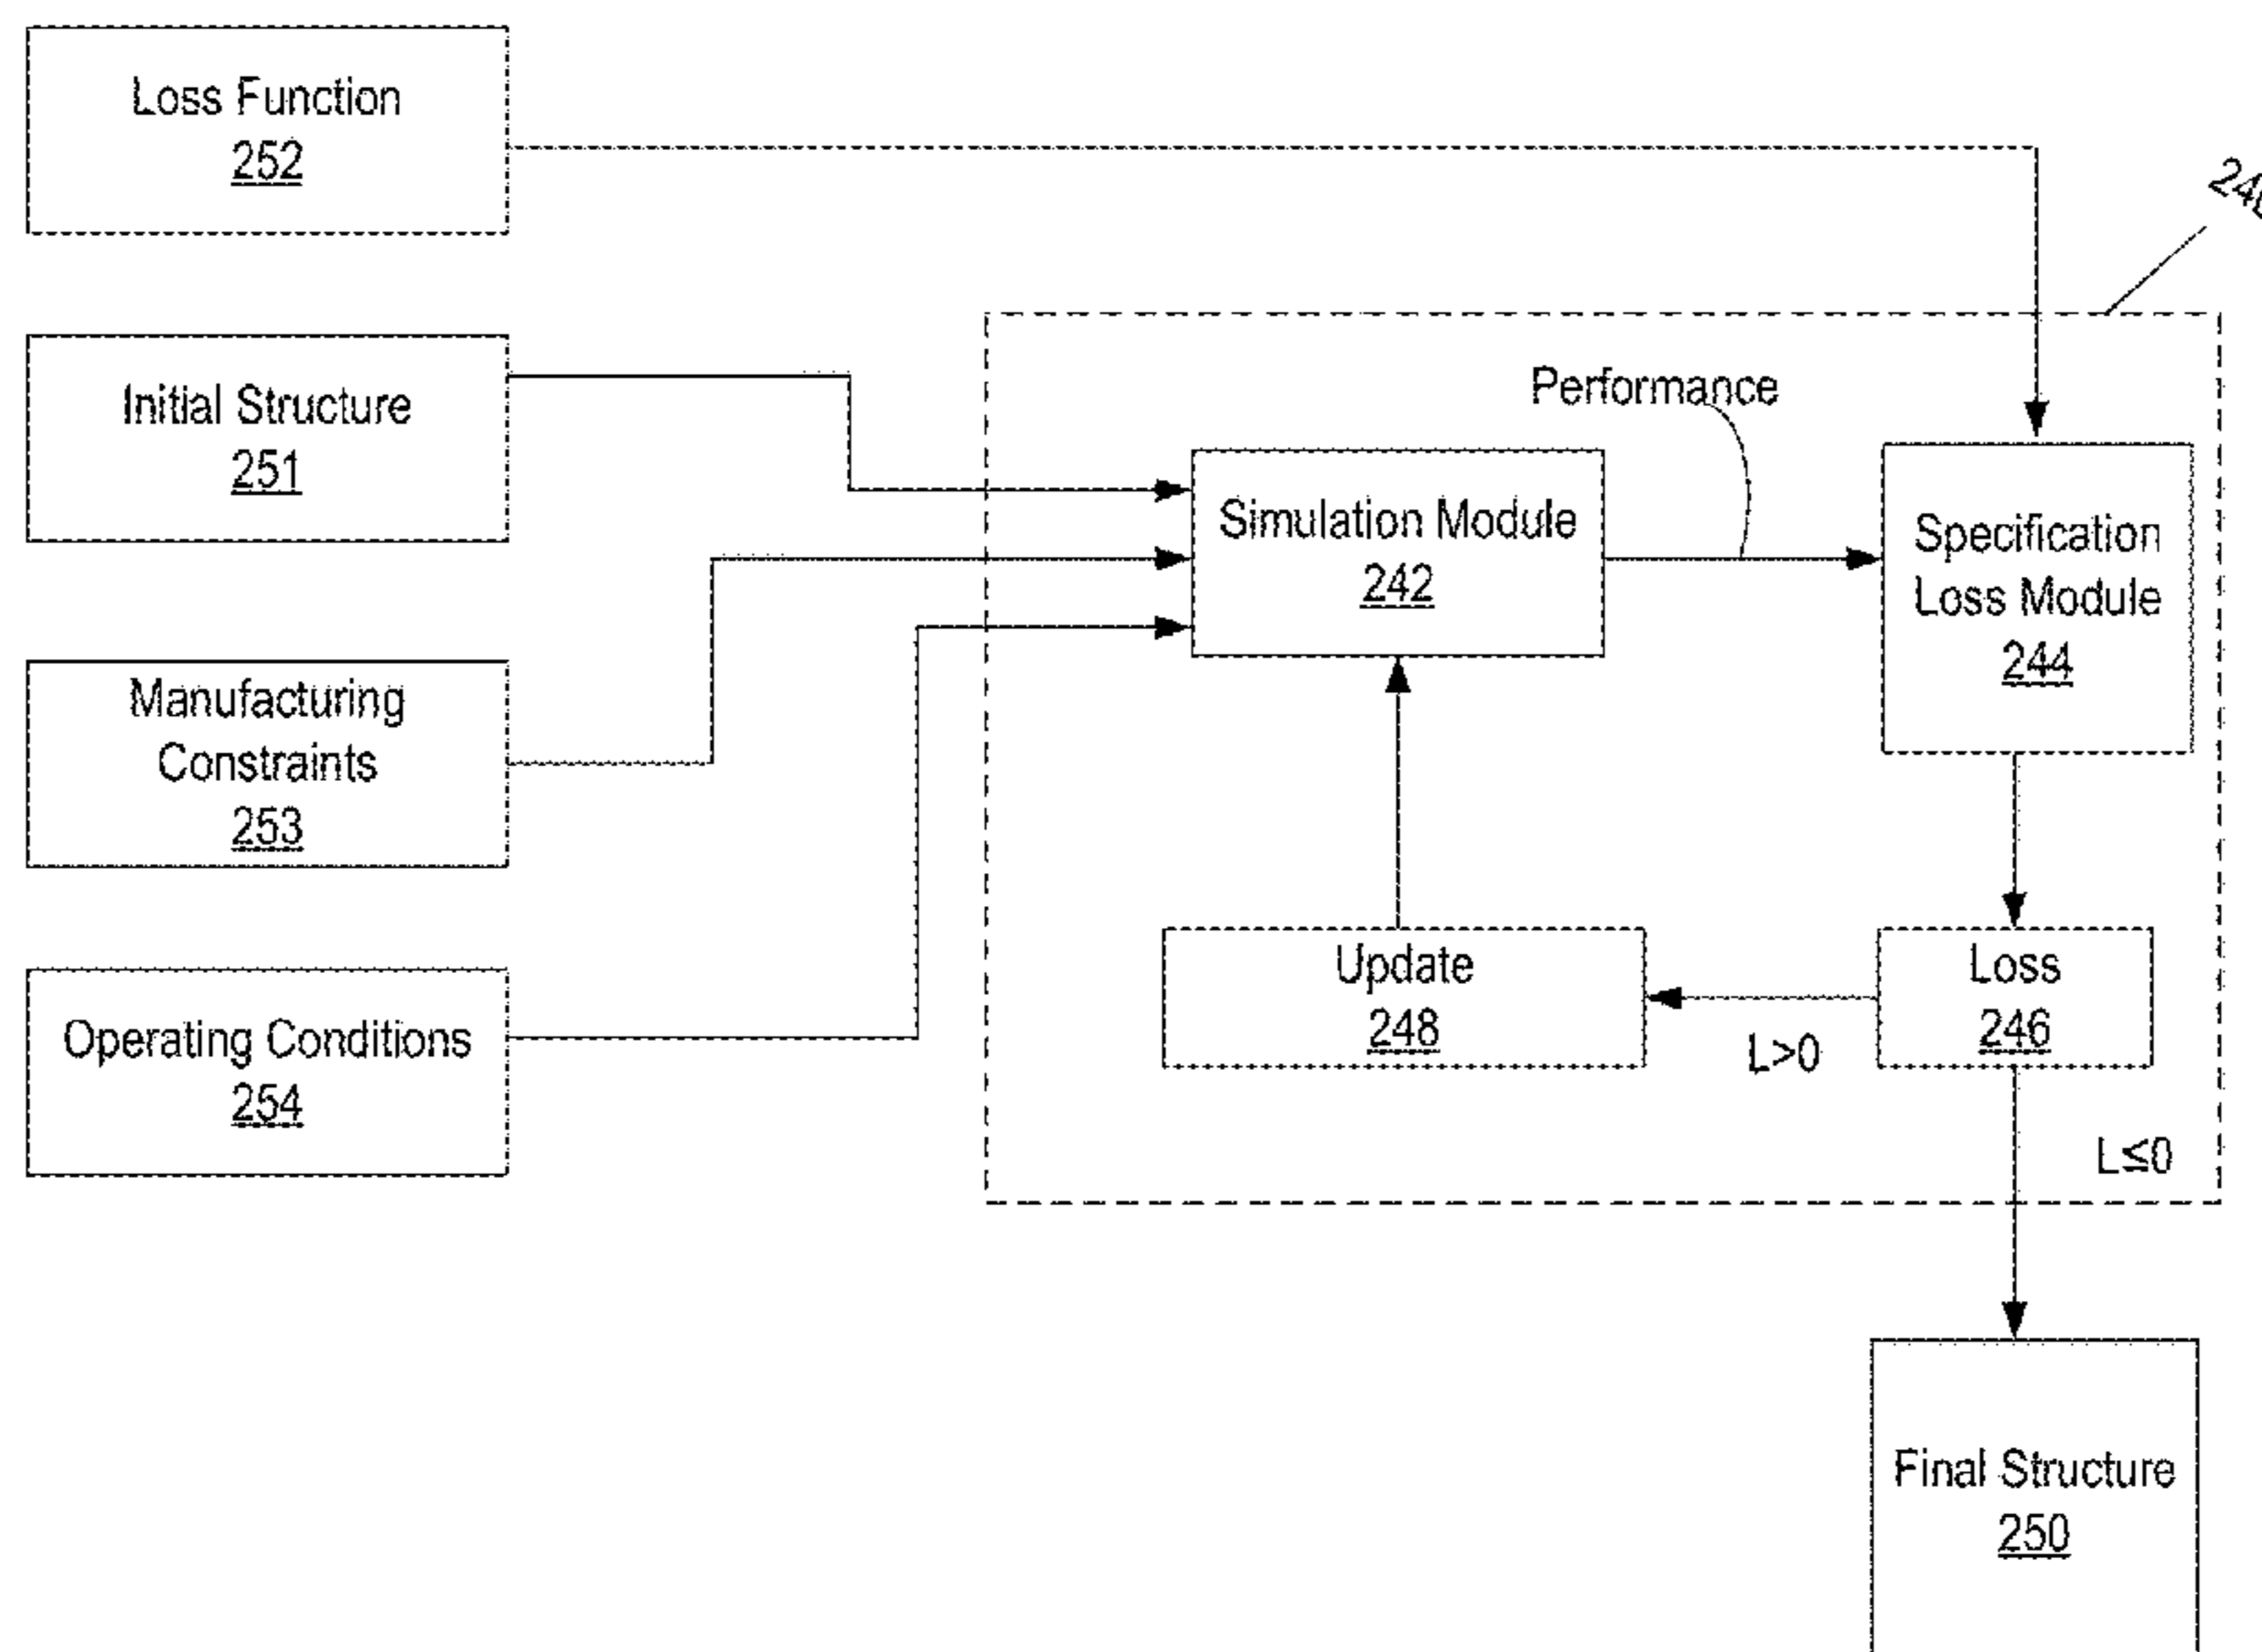 Loss Function
252
Initial Structure
251
Manufacturing
Constraints
253
Operating Conditions
254
Performance
Simulation Module
242
Specification
Loss Module
244
Update
248
L>0
Loss
246
L≤0
Final Structure
250